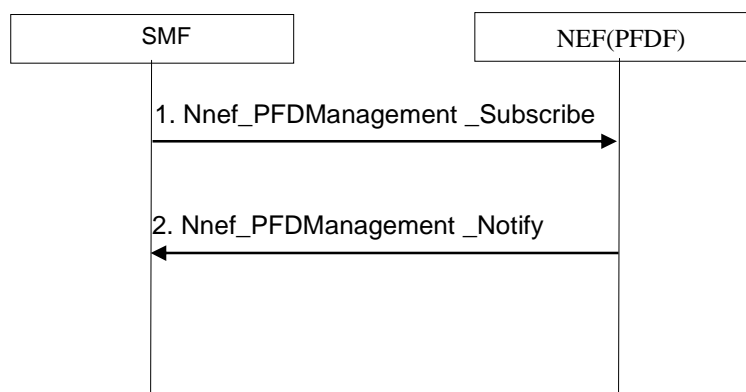 SMF
NEF(PFDF)
1. Nnef_PFDManagement _Subscribe
2. Nnef_PFDManagement _Notify